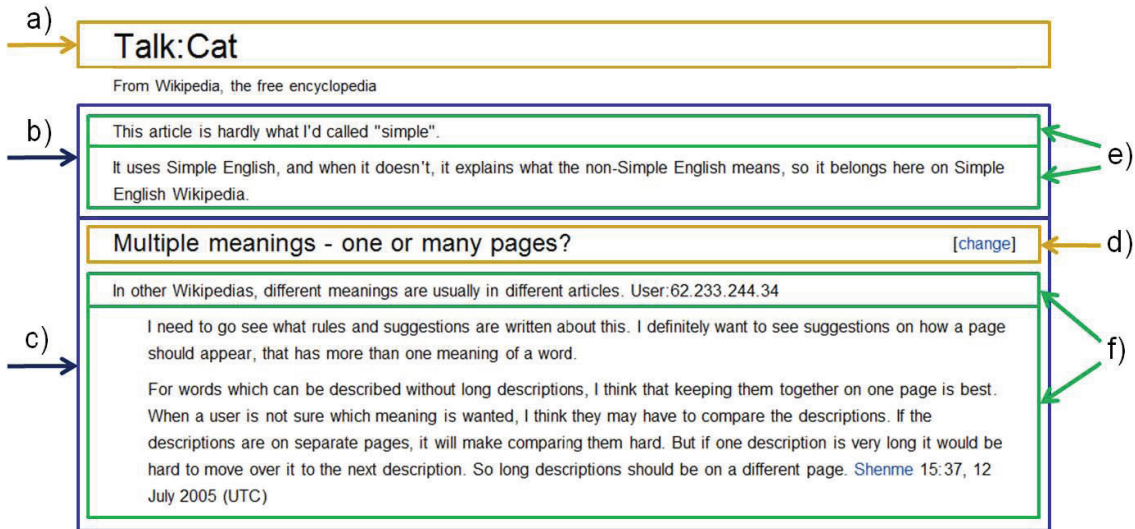 a)
Talk:Cat
From Wikipedia, the free encyclopedia
b)
This article is hardly what I'd called "simple".
It uses Simple English, and when it doesn't, it explains what the non-Simple English means, so it belongs here on Simple
English Wikipedia.
e)
Multiple meanings - one or many pages? [change]
d)
In other Wikipedias, different meanings are usually in different articles. User:62.233.244.34
c)
I need to go see what rules and suggestions are written about this. I definitely want to see suggestions on how a page
should appear, that has more than one meaning of a word.
f)
For words which can be described without long descriptions, I think that keeping them together on one page is best.
When a user is not sure which meaning is wanted, I think they may have to compare the descriptions. If the
descriptions are on separate pages, it will make comparing them hard. But if one description is very long it would be
hard to move over it to the next description. So long descriptions should be on a different page. Shenme 15:37, 12
July 2005 (UTC)